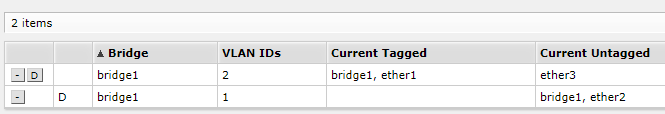 2 items
▲ Bridge VLAN IDs Current Tagged Current Untagged
- D bridge1 2 bridge1, ether1 ether3
- D bridge1 1 bridge1, ether2